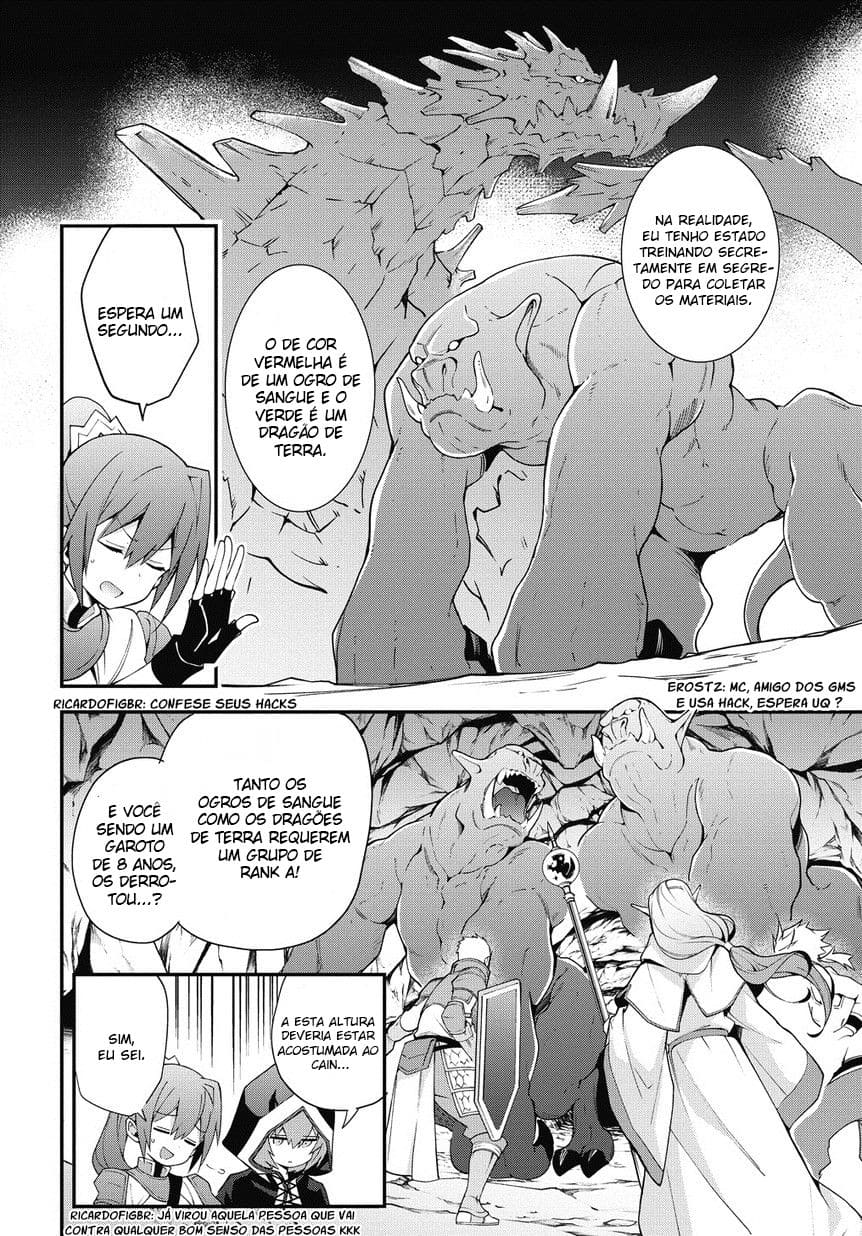 NA REALIDADE,
EU TENHO ESTADO
TREINANDO SECRE-
TAMENTE EM SEGRE-
DO PARA COLETAR
OS MATERIAIS.
O DE COR
VERMELHA É
DE UM OGRO DE
SANGUE E O
VERDE É UM
DRAGÃO DE
TERRA.
ESPERA UM
SEGUNDO...
RICARDOFIGBR: CONFESE SEUS HACKS
EROSTZ: MC, AMIGO DOS GMS
E USA HACK, ESPERA UQ ?
TANTO OS
OGROS DE SANGUE
COMO OS DRAGÕES
DE TERRA REQUEREM
UM GRUPO DE
RANK A!
E VOCÊ
SENDO UM
GAROTO
DE 8 ANOS,
OS DERRO-
TOU...?
A ESTA ALTURA
DEVERIA ESTAR
ACOSTUMADA AO
CAIN...
SIM,
EU SEI.
RICARDOFIGBR: JÁ VIROU AQUELA PESSOA QUE VAI
CONTRA QUALQUER BOM SENSO DAS PESSOAS KKK